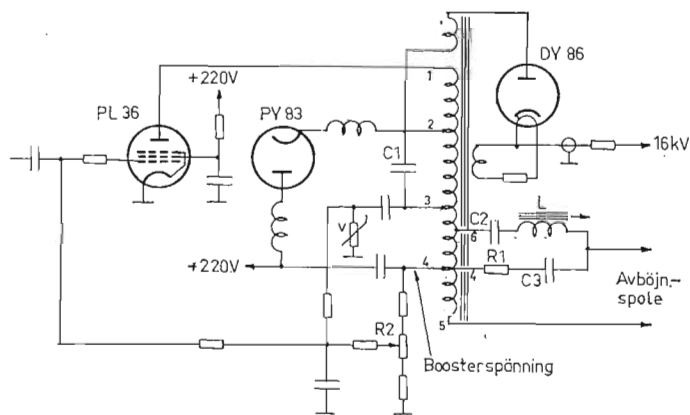 DY 86
+220V
PL 36
PY 83
1
2
C1
16kV
3
V
C2
6
L
+220V
4
4
R1
C3
Avböjn.-
spole
R2
5
Boosterspänning